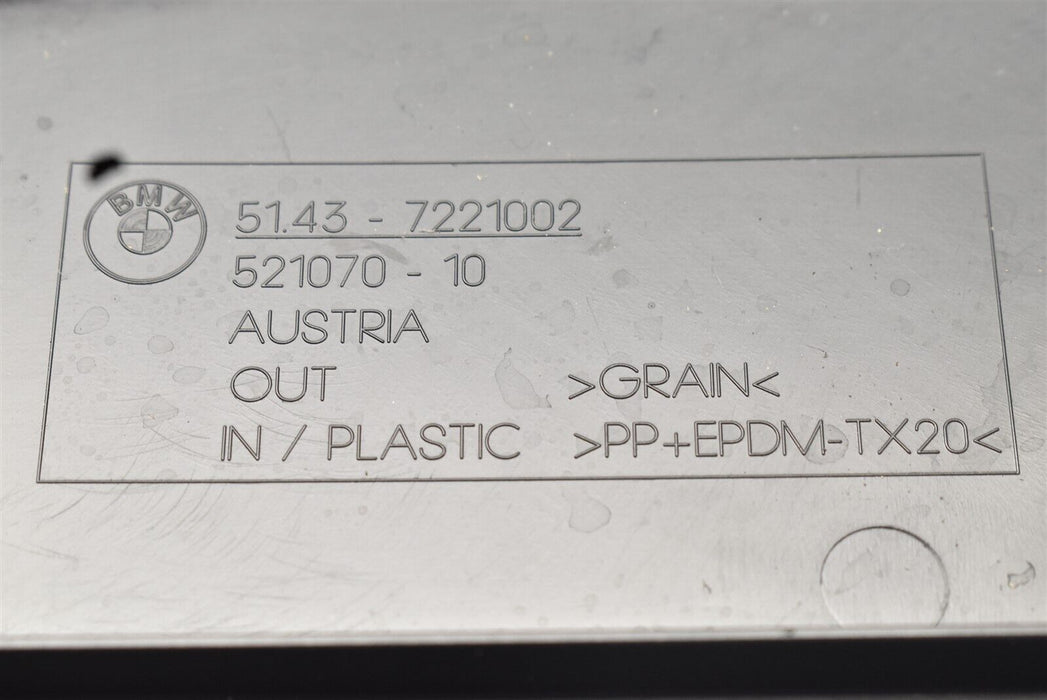 BMW
51.43 - 7221002
521070 - 10
AUSTRIA
OUT >GRAIN<
IN / PLASTIC >PP+EPDM-TX20<